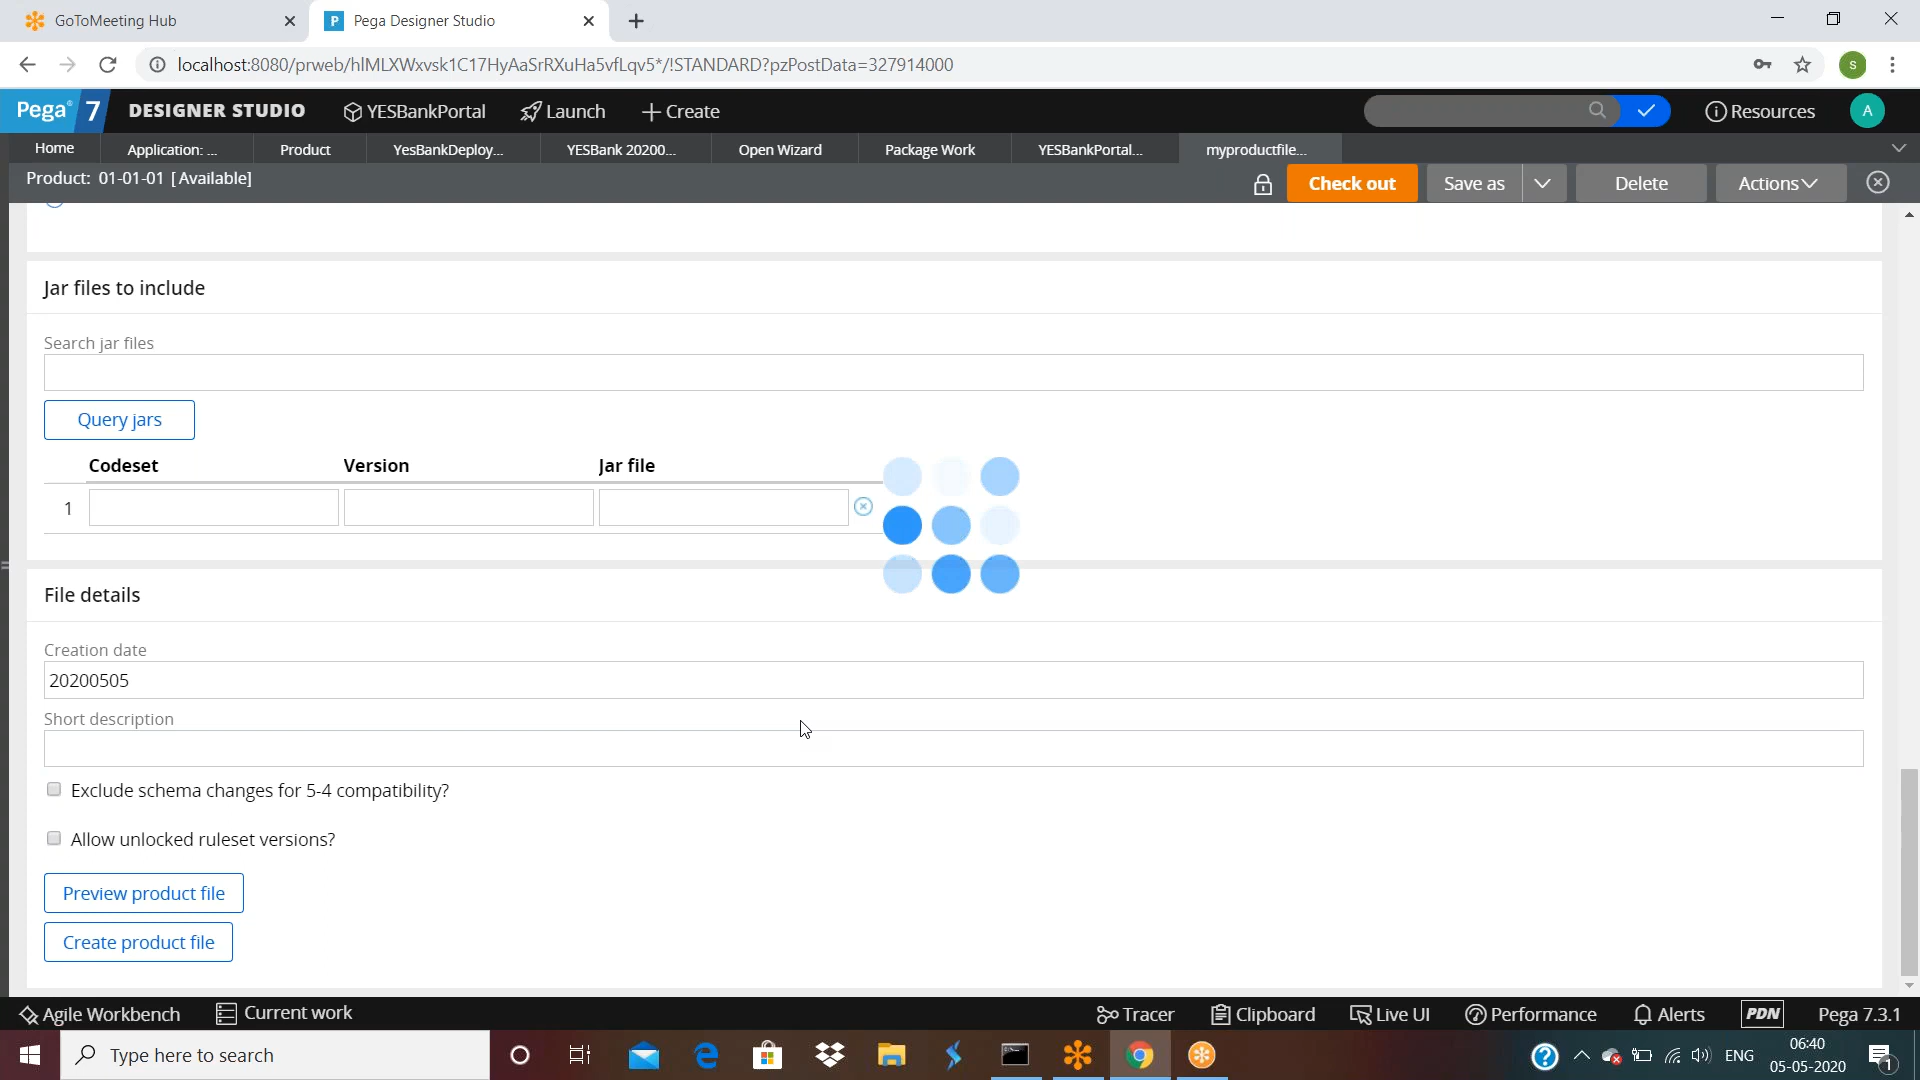 GoToMeeting Hub
P Pega Designer Studio
localhost:8080/prweb/hlMLXWxvsk1C17HyAaSrRXuHa5vfLqv5*/!STANDARD?pzPostData=327914000
s
Pega 7 DESIGNER STUDIO YESBankPortal Launch Create Resources A
Home Application: ... Product YesBankDeploy... YESBank 20200... Open Wizard Package Work YESBankPortal... myproductfile...
Product: 01-01-01 [Available] Check out Save as Delete Actions
Jar files to include
Search jar files
Query jars
Codeset Version Jar file
1
File details
Creation date
20200505
Short description
Exclude schema changes for 5-4 compatibility?
Allow unlocked ruleset versions?
Preview product file
Create product file
Agile Workbench Current work Tracer Clipboard Live UI Performance Alerts PDN Pega 7.3.1
Type here to search
ENG
06:40
05-05-2020
1